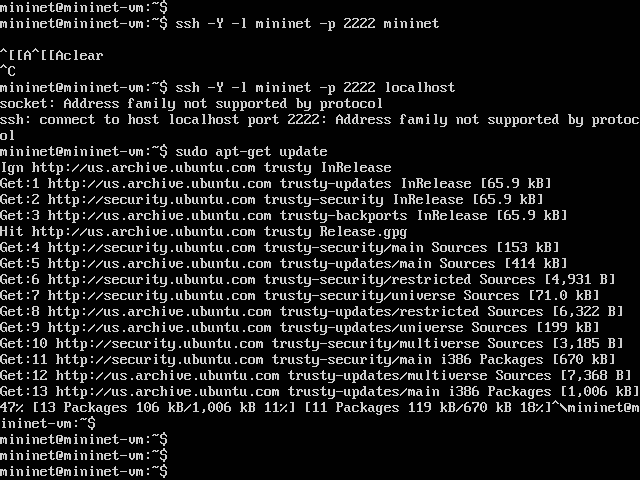 mininet@mininet-vm:~$
mininet@mininet-vm:~$ ssh -Y -l mininet -p 2222 mininet
^[[A^[[Aclear
^C
mininet@mininet-vm:~$ ssh -Y -l mininet -p 2222 localhost
socket: Address family not supported by protocol
ssh: connect to host localhost port 2222: Address family not supported by protoc
ol
mininet@mininet-vm:~$ sudo apt-get update
Ign http://us.archive.ubuntu.com trusty InRelease
Get:1 http://us.archive.ubuntu.com trusty-updates InRelease [65.9 kB]
Get:2 http://security.ubuntu.com trusty-security InRelease [65.9 kB]
Get:3 http://us.archive.ubuntu.com trusty-backports InRelease [65.9 kB]
Hit http://us.archive.ubuntu.com trusty Release.gpg
Get:4 http://security.ubuntu.com trusty-security/main Sources [153 kB]
Get:5 http://us.archive.ubuntu.com trusty-updates/main Sources [414 kB]
Get:6 http://security.ubuntu.com trusty-security/restricted Sources [4,931 B]
Get:7 http://security.ubuntu.com trusty-security/universe Sources [71.0 kB]
Get:8 http://us.archive.ubuntu.com trusty-updates/restricted Sources [6,322 B]
Get:9 http://us.archive.ubuntu.com trusty-updates/universe Sources [199 kB]
Get:10 http://security.ubuntu.com trusty-security/multiverse Sources [3,185 B]
Get:11 http://security.ubuntu.com trusty-security/main i386 Packages [670 kB]
Get:12 http://us.archive.ubuntu.com trusty-updates/multiverse Sources [7,368 B]
Get:13 http://us.archive.ubuntu.com trusty-updates/main i386 Packages [1,006 kB]
47% [13 Packages 106 kB/1,006 kB 11%] [11 Packages 119 kB/670 kB 18%]^\mininet@m
ininet-vm:~$
mininet@mininet-vm:~$
mininet@mininet-vm:~$
mininet@mininet-vm:~$